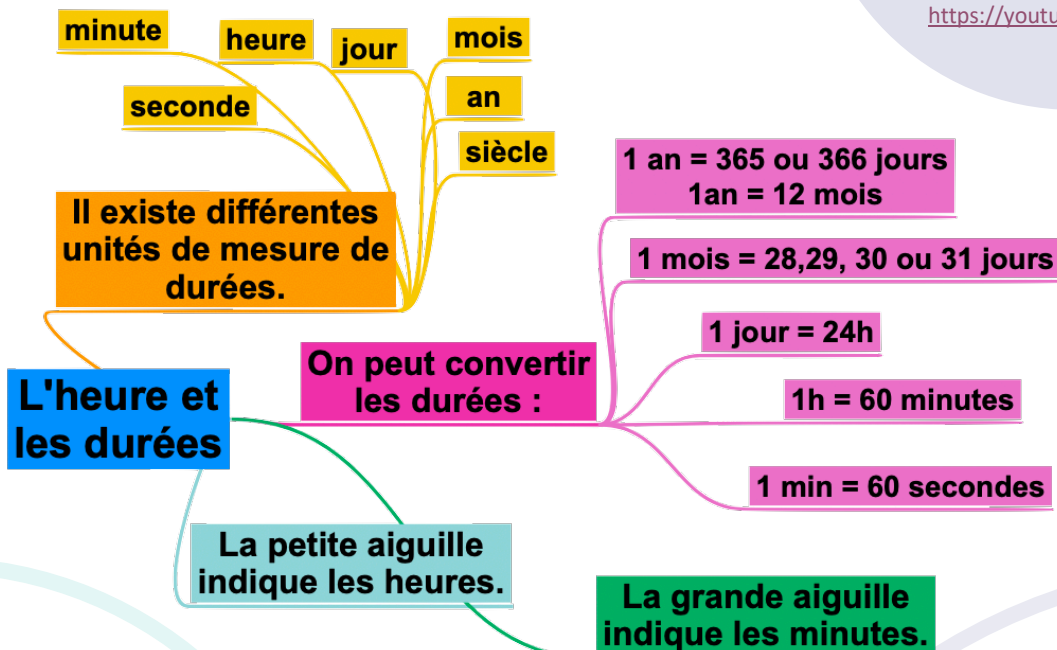 https://youtu
minute
heure
jour
mois
seconde
an
siècle
Il existe différentes
unités de mesure de
durées.
1 an = 365 ou 366 jours
1an = 12 mois
1 mois = 28,29, 30 ou 31 jours
1 jour = 24h
On peut convertir
les durées :
1h = 60 minutes
1 min = 60 secondes
L'heure et
les durées
La petite aiguille
indique les heures.
La grande aiguille
indique les minutes.